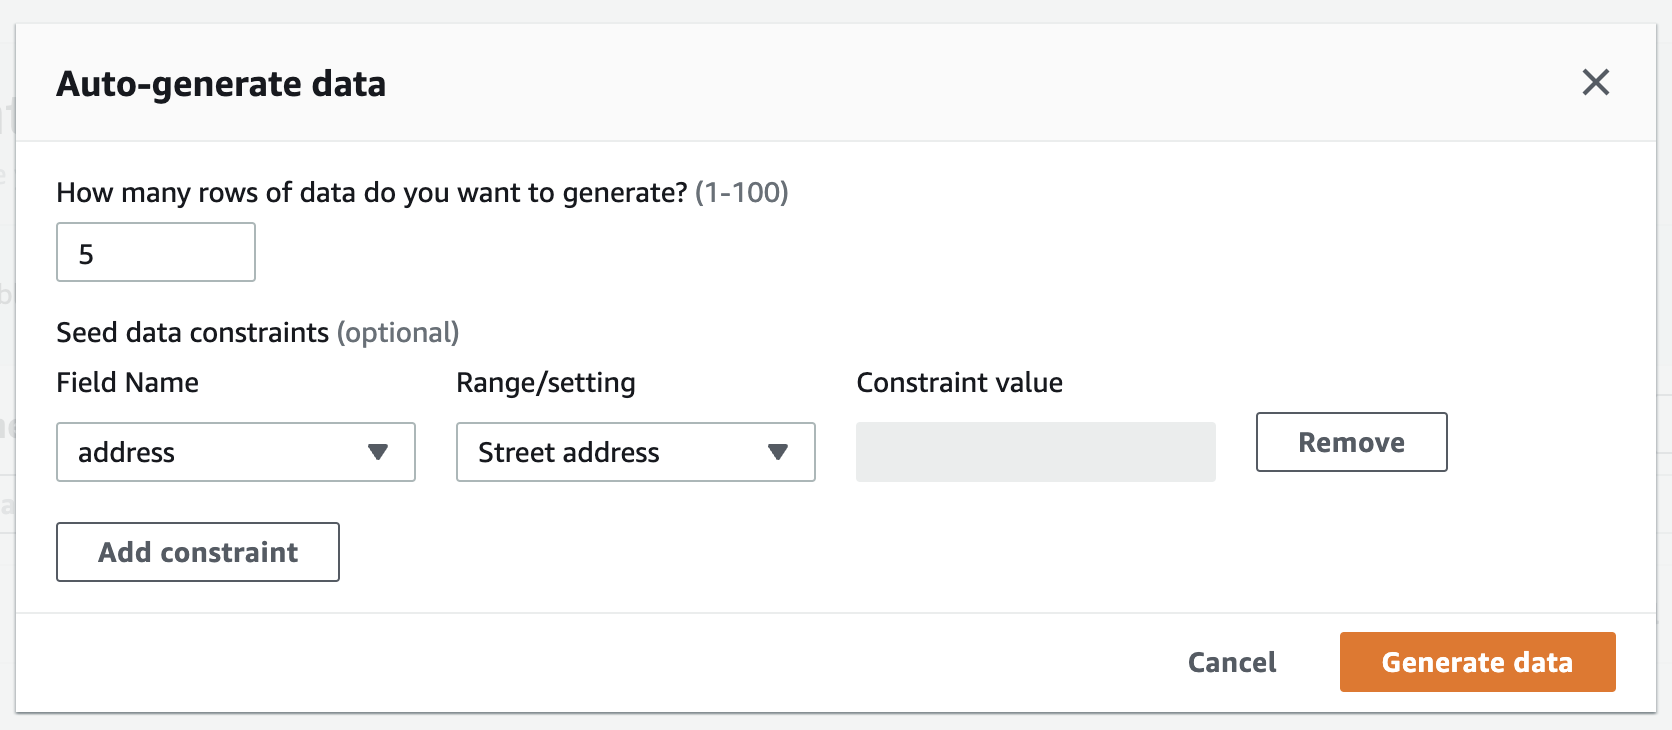 Auto-generate data
How many rows of data do you want to generate? (1-100)
5
Seed data constraints (optional)
Field Name Range/setting Constraint value
address Street address Remove
Add constraint
Cancel Generate data